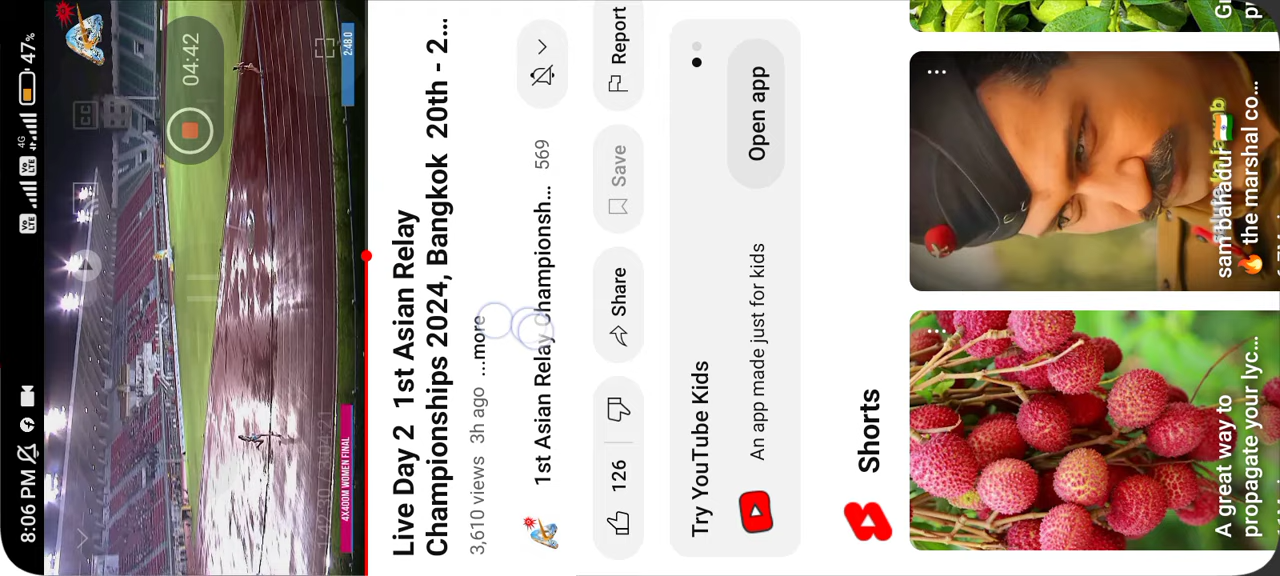 8:06 PM
4G
47%
CC
04:42
4X400M WOMEN FINAL
2:48.0
Live Day 2 1st Asian Relay
Championships 2024, Bangkok 20th - 2...
3,610 views 3h ago ...more
1st Asian Relay Championsh... 569
126
Share
Save
Report
Try YouTube Kids
An app made just for kids
Open app
Shorts
A great way to
propagate your lyc...
sam bahadur
the marshal co...